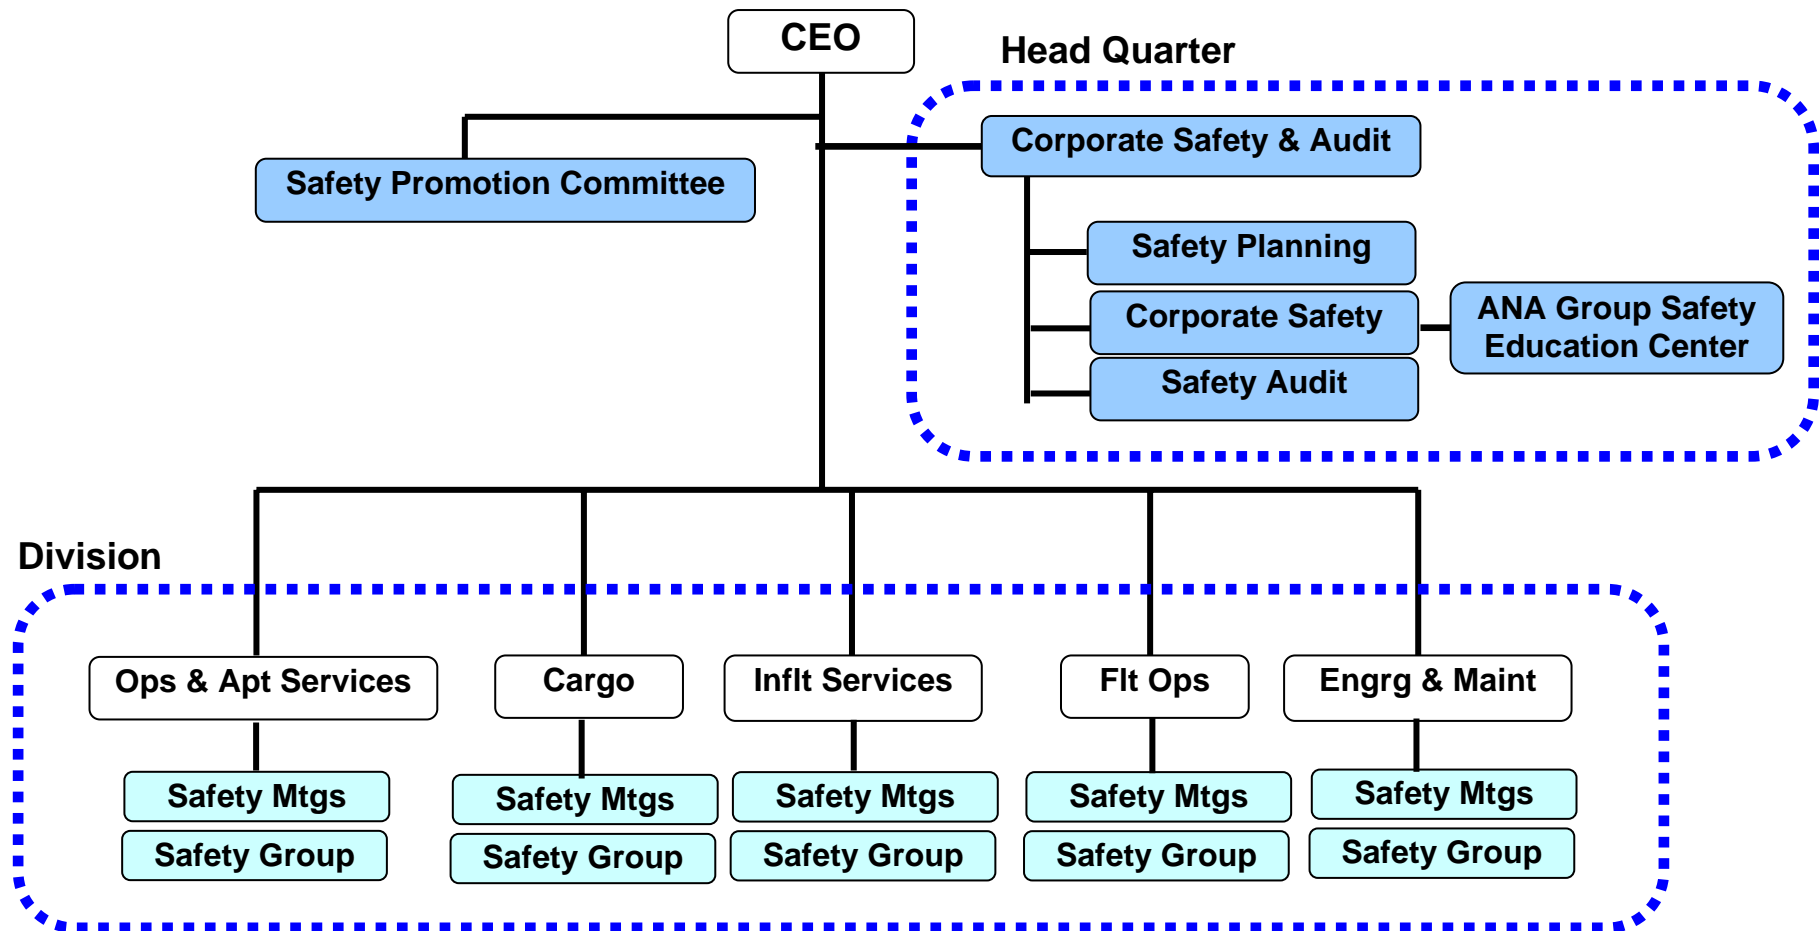 CEO
Head Quarter
Corporate Safety & Audit
Safety Promotion Committee
Safety Planning
Corporate Safety
ANA Group Safety
Education Center
Safety Audit
Division
Ops & Apt Services
Cargo
Inflt Services
Flt Ops
Engrg & Maint
Safety Mtgs
Safety Mtgs
Safety Mtgs
Safety Mtgs
Safety Mtgs
Safety Group
Safety Group
Safety Group
Safety Group
Safety Group